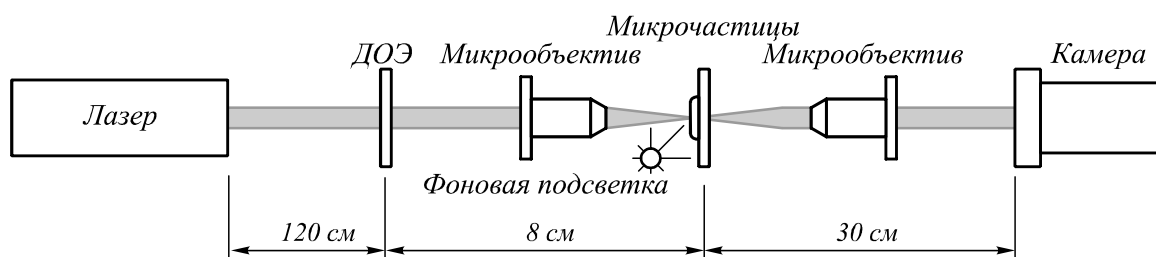 Микрочастицы
ДОЭ Микрообъектив Микрообъектив Камера
Лазер
Фоновая подсветка
120 см 8 см 30 см